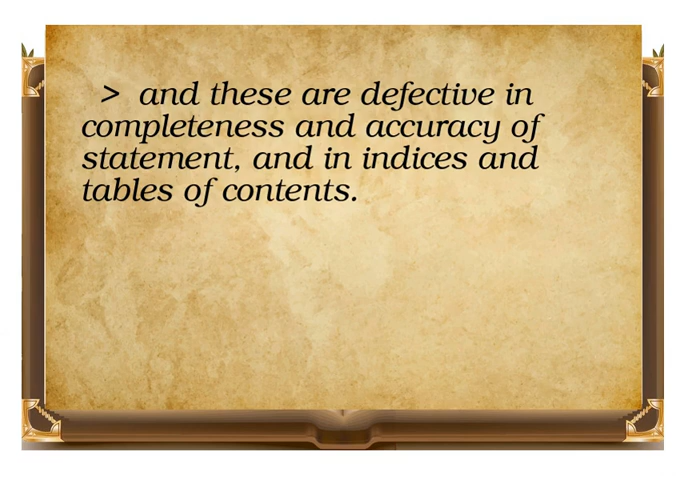 > and these are defective in
completeness and accuracy of
statement, and in indices and
tables of contents.